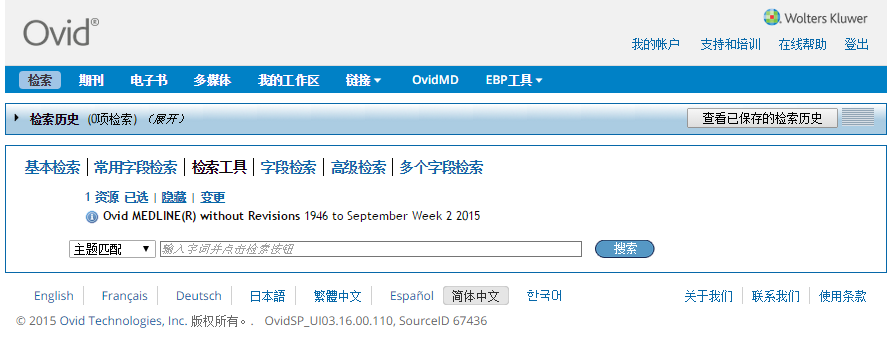 Ovid® Wolters Kluwer
我的帐户 支持和培训 在线帮助 登出
检索 期刊 电子书 多媒体 我的工作区 链接 OvidMD EBP工具
检索历史 (0项检索) (展开) 查看已保存的检索历史
基本检索 常用字段检索 检索工具 字段检索 高级检索 多个字段检索
1 资源 已选 隐藏 变更
Ovid MEDLINE(R) without Revisions 1946 to September Week 2 2015
主题匹配 输入字词并点击检索按钮 搜索
English Français Deutsch 日本語 繁體中文 Español 简体中文 한국어 关于我们 联系我们 使用条款
© 2015 Ovid Technologies, Inc. 版权所有。. OvidSP_UI03.16.00.110, SourceID 67436